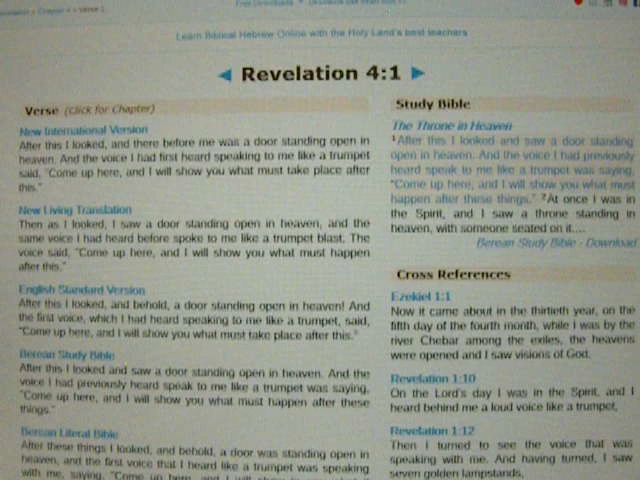 Chapter 4 » Verse 1
Learn Biblical Hebrew Online with the Holy Land's best teachers
◄ Revelation 4:1 ►
Verse (Click for Chapter)
New International Version
After this I looked, and there before me was a door standing open in
heaven. And the voice I had first heard speaking to me like a trumpet
said, "Come up here, and I will show you what must take place after
this."
New Living Translation
Then as I looked, I saw a door standing open in heaven, and the
same voice I had heard before spoke to me like a trumpet blast. The
voice said, "Come up here, and I will show you what must happen
after this."
English Standard Version
After this I looked, and behold, a door standing open in heaven! And
the first voice, which I had heard speaking to me like a trumpet, said,
"Come up here, and I will show you what must take place after this."
Berean Study Bible
After this I looked and saw a door standing open in heaven. And the
voice I had previously heard speak to me like a trumpet was saying,
"Come up here, and I will show you what must happen after these
things."
Berean Literal Bible
After these things I looked, and behold, a door was standing open in
heaven, and the first voice that I heard like a trumpet was speaking
with me, saying, "Come up here, and I will show
Study Bible
The Throne in Heaven
1After this I looked and saw a door standing
open in heaven. And the voice I had previously
heard speak to me like a trumpet was saying,
"Come up here, and I will show you what must
happen after these things." 2At once I was in
the Spirit, and I saw a throne standing in
heaven, with someone seated on it....
Berean Study Bible · Download
Cross References
Ezekiel 1:1
Now it came about in the thirtieth year, on the
fifth day of the fourth month, while I was by the
river Chebar among the exiles, the heavens
were opened and I saw visions of God.
Revelation 1:10
On the Lord's day I was in the Spirit, and I
heard behind me a loud voice like a trumpet,
Revelation 1:12
Then I turned to see the voice that was
speaking with me. And having turned, I saw
seven golden lampstands,